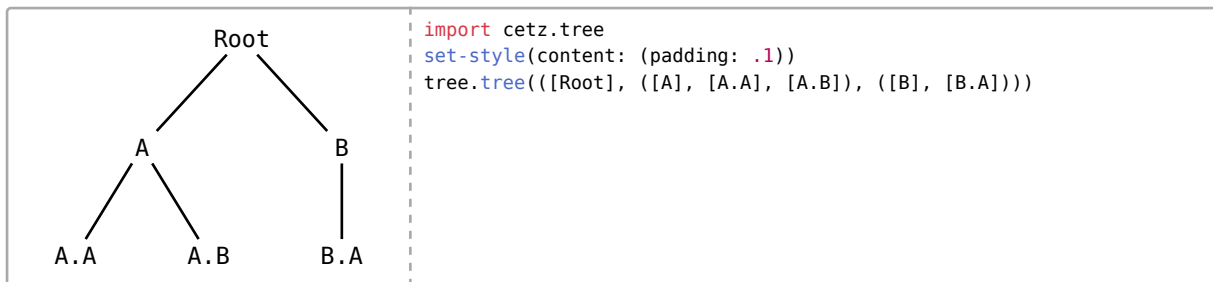 Root
A B
A.A A.B B.A
import cetz.tree
set-style(content: (padding: .1))
tree.tree(([Root], ([A], [A.A], [A.B]), ([B], [B.A])))